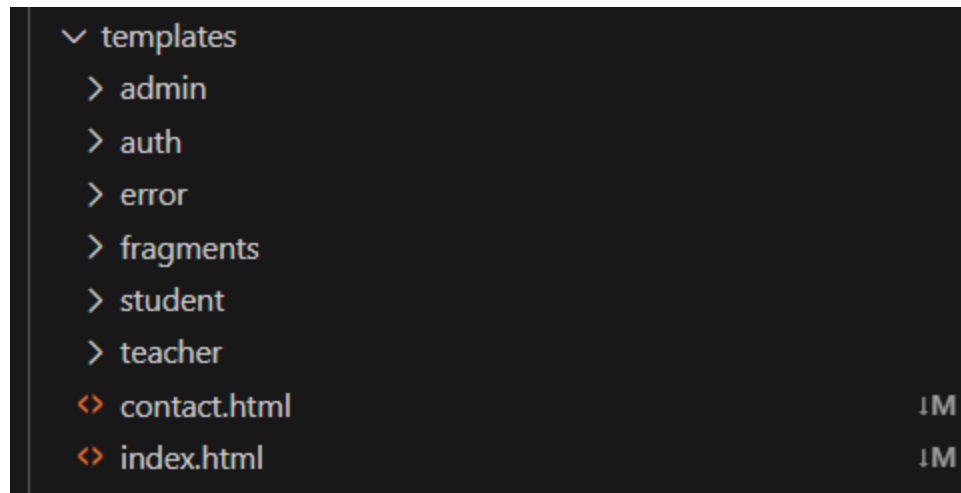 templates
admin
auth
error
fragments
student
teacher
contact.html ↓M
index.html ↓M